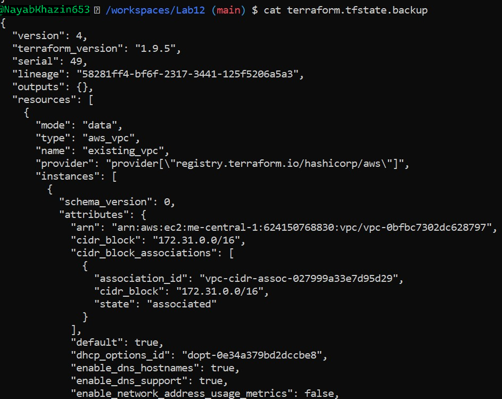 @NayabKhazin653 /workspaces/Lab12 (main) $ cat terraform.tfstate.backup
{
  "version": 4,
  "terraform_version": "1.9.5",
  "serial": 49,
  "lineage": "58281ff4-bf6f-2317-3441-125f5206a5a3",
  "outputs": {},
  "resources": [
    {
      "mode": "data",
      "type": "aws_vpc",
      "name": "existing_vpc",
      "provider": "provider[\"registry.terraform.io/hashicorp/aws\"]",
      "instances": [
        {
          "schema_version": 0,
          "attributes": {
            "arn": "arn:aws:ec2:me-central-1:624150768830:vpc/vpc-0bfbc7302dc628797",
            "cidr_block": "172.31.0.0/16",
            "cidr_block_associations": [
              {
                "association_id": "vpc-cidr-assoc-027999a33e7d95d29",
                "cidr_block": "172.31.0.0/16",
                "state": "associated"
              }
            ],
            "default": true,
            "dhcp_options_id": "dopt-0e34a379bd2dccbe8",
            "enable_dns_hostnames": true,
            "enable_dns_support": true,
            "enable_network_address_usage_metrics": false,